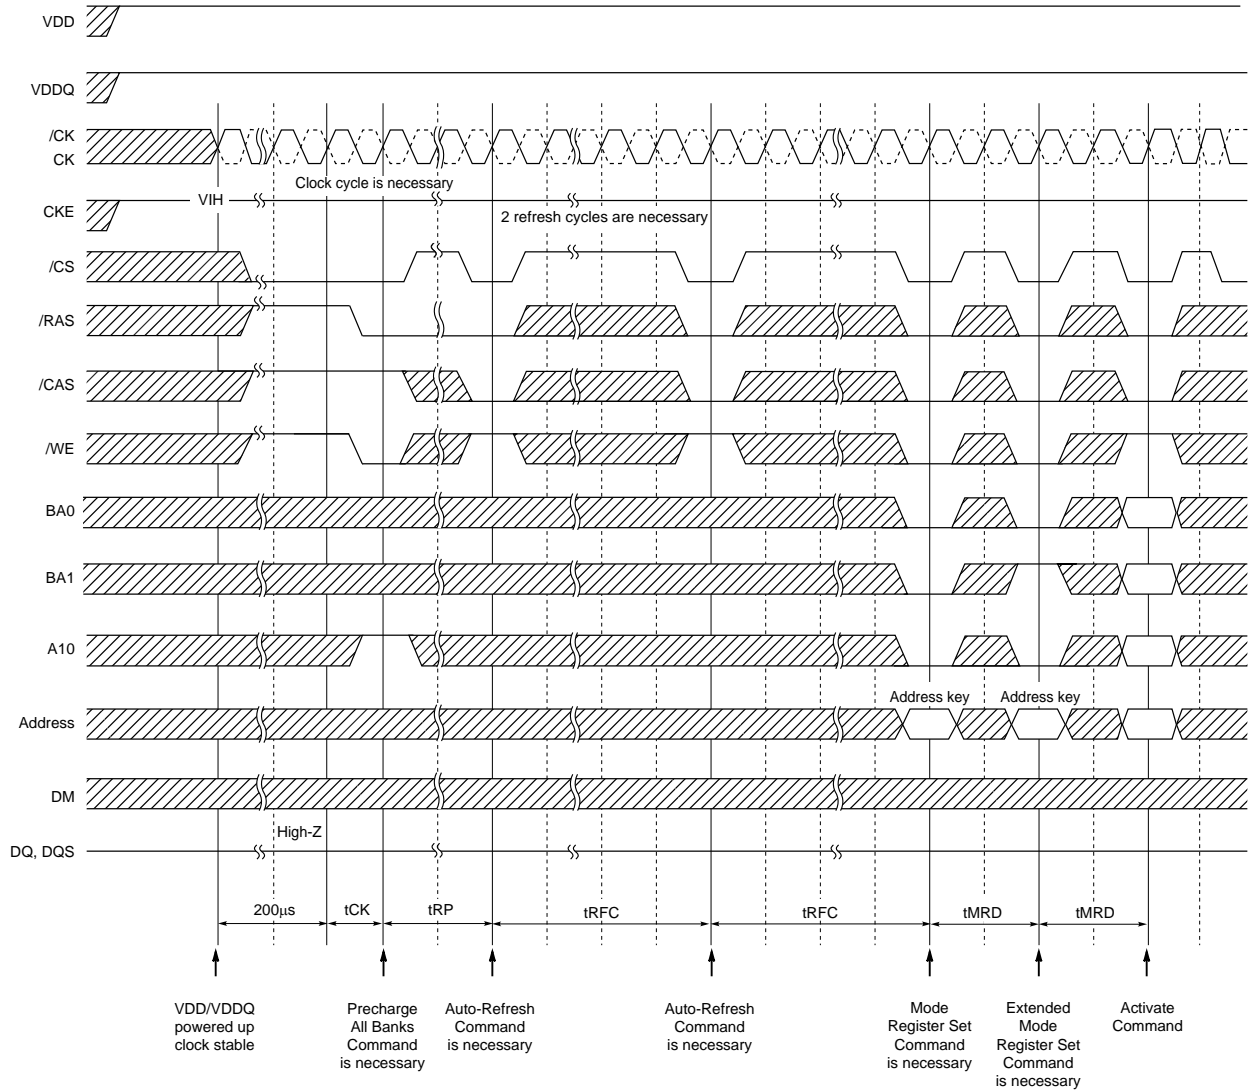 VDD
VDDQ
/CK
CK
Clock cycle is necessary
VIH
CKE
2 refresh cycles are necessary
/CS
/RAS
/CAS
/WE
BA0
BA1
A10
Address key Address key
Address
DM
High-Z
DQ, DQS
200μs tCK tRP tRFC tRFC tMRD tMRD
VDD/VDDQ
powered up
clock stable
Precharge
All Banks
Command
is necessary
Auto-Refresh
Command
is necessary
Auto-Refresh
Command
is necessary
Mode
Register Set
Command
is necessary
Extended
Mode
Register Set
Command
is necessary
Activate
Command